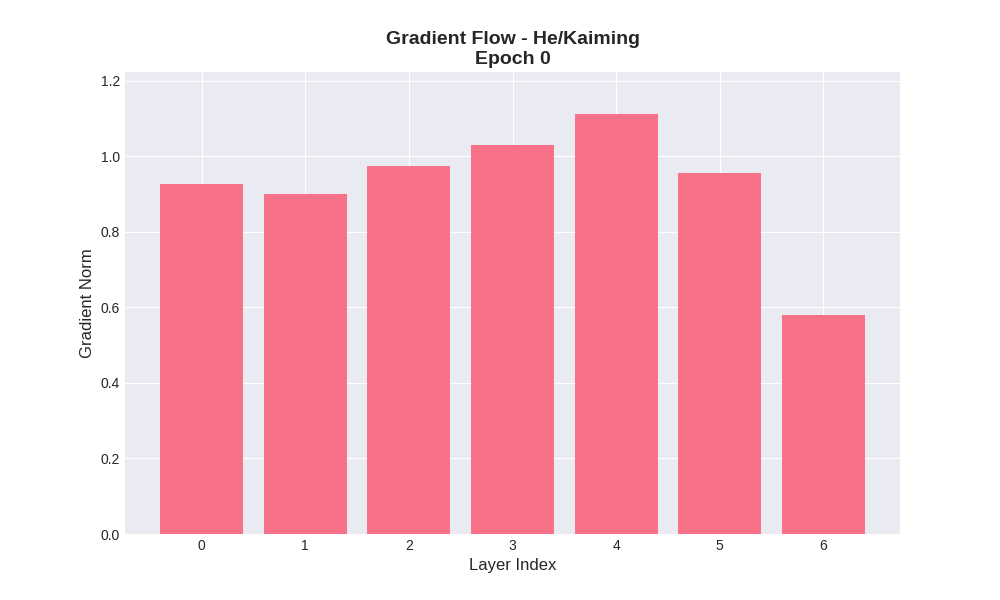 Gradient Flow - He/Kaiming
Epoch 0
1.2
1.0
0.8
0.6
0.4
0.2
0.0
Gradient Norm
0 1 2 3 4 5 6
Layer Index